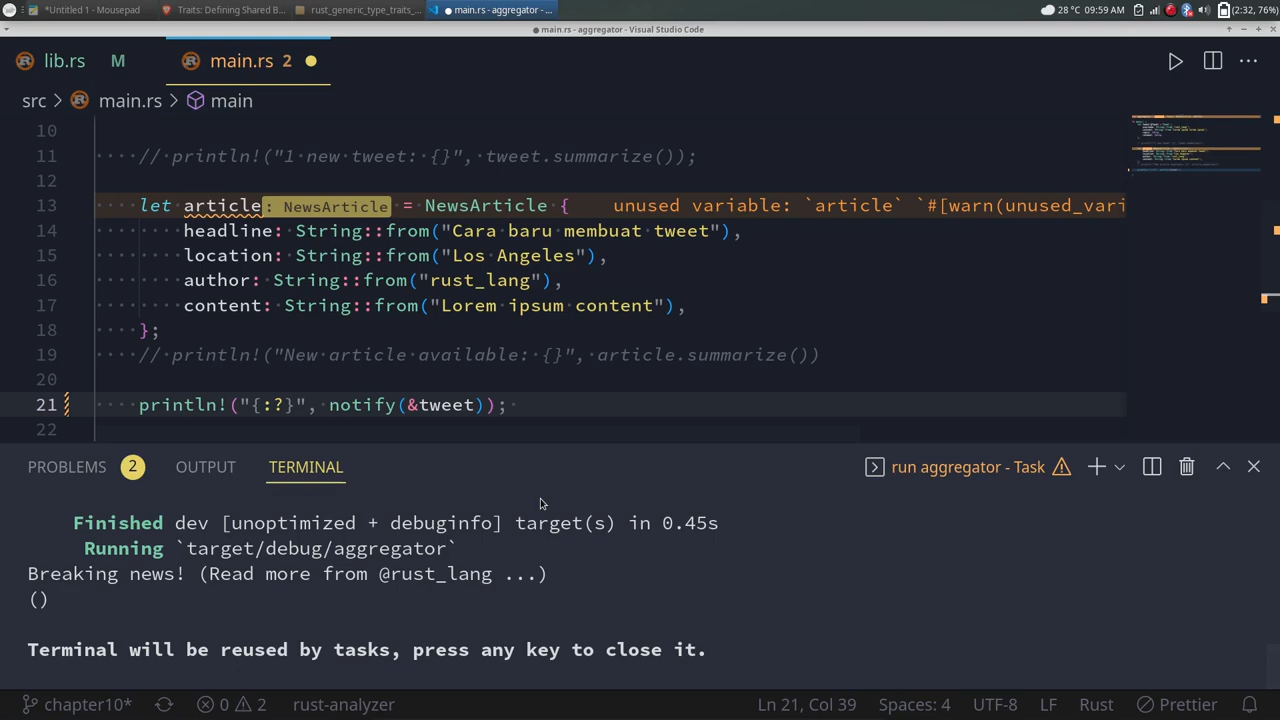 *Untitled 1 - Mousepad
Traits: Defining Shared B...
rust_generic_type_traits_...
● main.rs - aggregator - ...
28 °C
09:59 AM
(2:32, 76%)
● main.rs - aggregator - Visual Studio Code
lib.rs M
main.rs 2 ●
src > main.rs > main
10
11 ····// println!("1 new tweet: {}", tweet.summarize());
12
13 ····let article: NewsArticle = NewsArticle { unused variable: `article` `#[warn(unused_vari
14 ········headline: String::from("Cara baru membuat tweet"),
15 ········location: String::from("Los Angeles"),
16 ········author: String::from("rust_lang"),
17 ········content: String::from("Lorem ipsum content"),
18 ····};
19 ····// println!("New article available: {}", article.summarize())
20
21 ····println!("{:?}", notify(&tweet));
22
PROBLEMS 2 OUTPUT TERMINAL
run aggregator - Task
Finished dev [unoptimized + debuginfo] target(s) in 0.45s
Running `target/debug/aggregator`
Breaking news! (Read more from @rust_lang ...)
()
Terminal will be reused by tasks, press any key to close it.
chapter10* 0 2 rust-analyzer Ln 21, Col 39 Spaces: 4 UTF-8 LF Rust Prettier